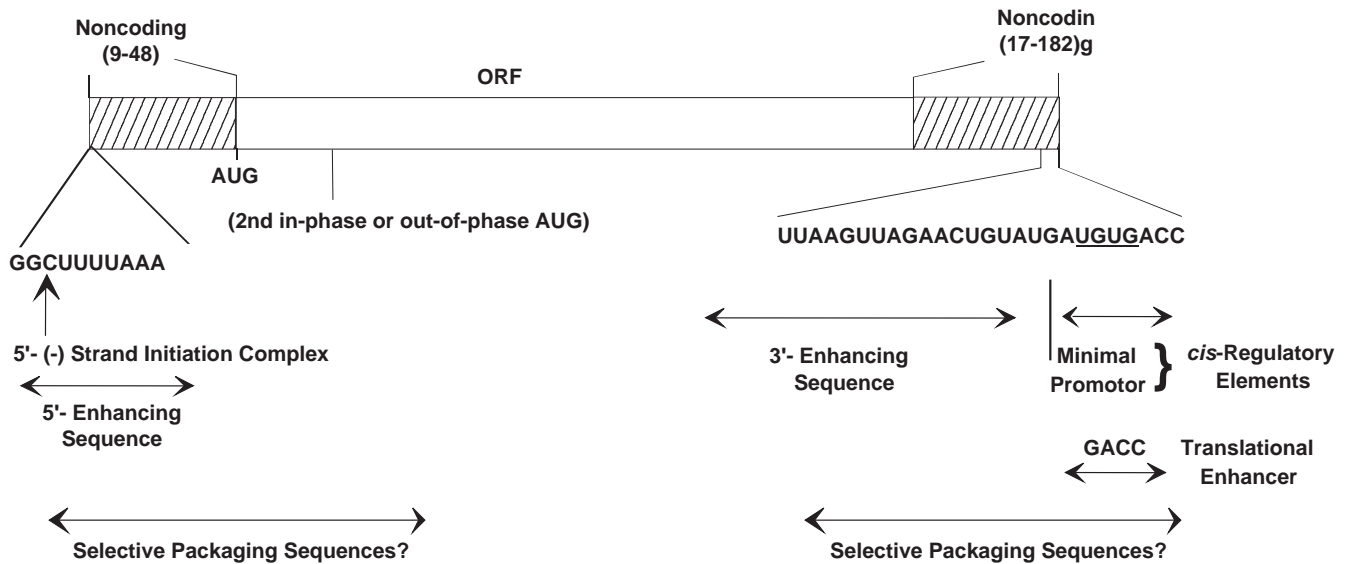 Noncoding
(9-48)
Noncodin
(17-182)g
ORF
AUG
(2nd in-phase or out-of-phase AUG)
UUAAGUUAGAACUGUAUGAUGUGACC
GGCUUUUAAA
5'- (-) Strand Initiation Complex
5'- Enhancing
Sequence
3'- Enhancing
Sequence
Minimal
Promotor
}
cis-Regulatory
Elements
GACC
Translational
Enhancer
Selective Packaging Sequences?
Selective Packaging Sequences?